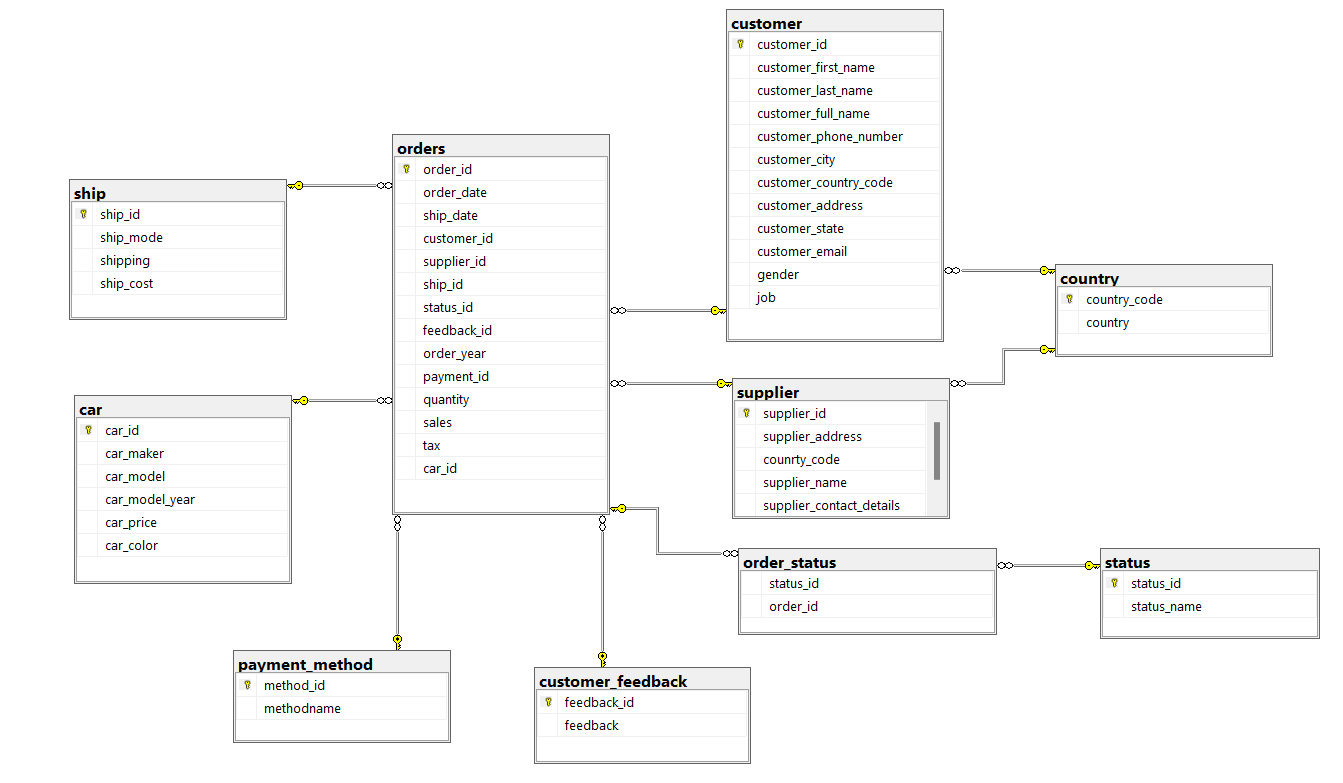 customer
customer_id
customer_first_name
customer_last_name
customer_full_name
customer_phone_number
customer_city
customer_country_code
customer_address
customer_state
customer_email
gender
job
orders
order_id
order_date
ship_date
customer_id
supplier_id
ship_id
status_id
feedback_id
order_year
payment_id
quantity
sales
tax
car_id
ship
ship_id
ship_mode
shipping
ship_cost
country
country_code
country
supplier
supplier_id
supplier_address
counrty_code
supplier_name
supplier_contact_details
car
car_id
car_maker
car_model
car_model_year
car_price
car_color
order_status
status_id
order_id
status
status_id
status_name
payment_method
method_id
methodname
customer_feedback
feedback_id
feedback